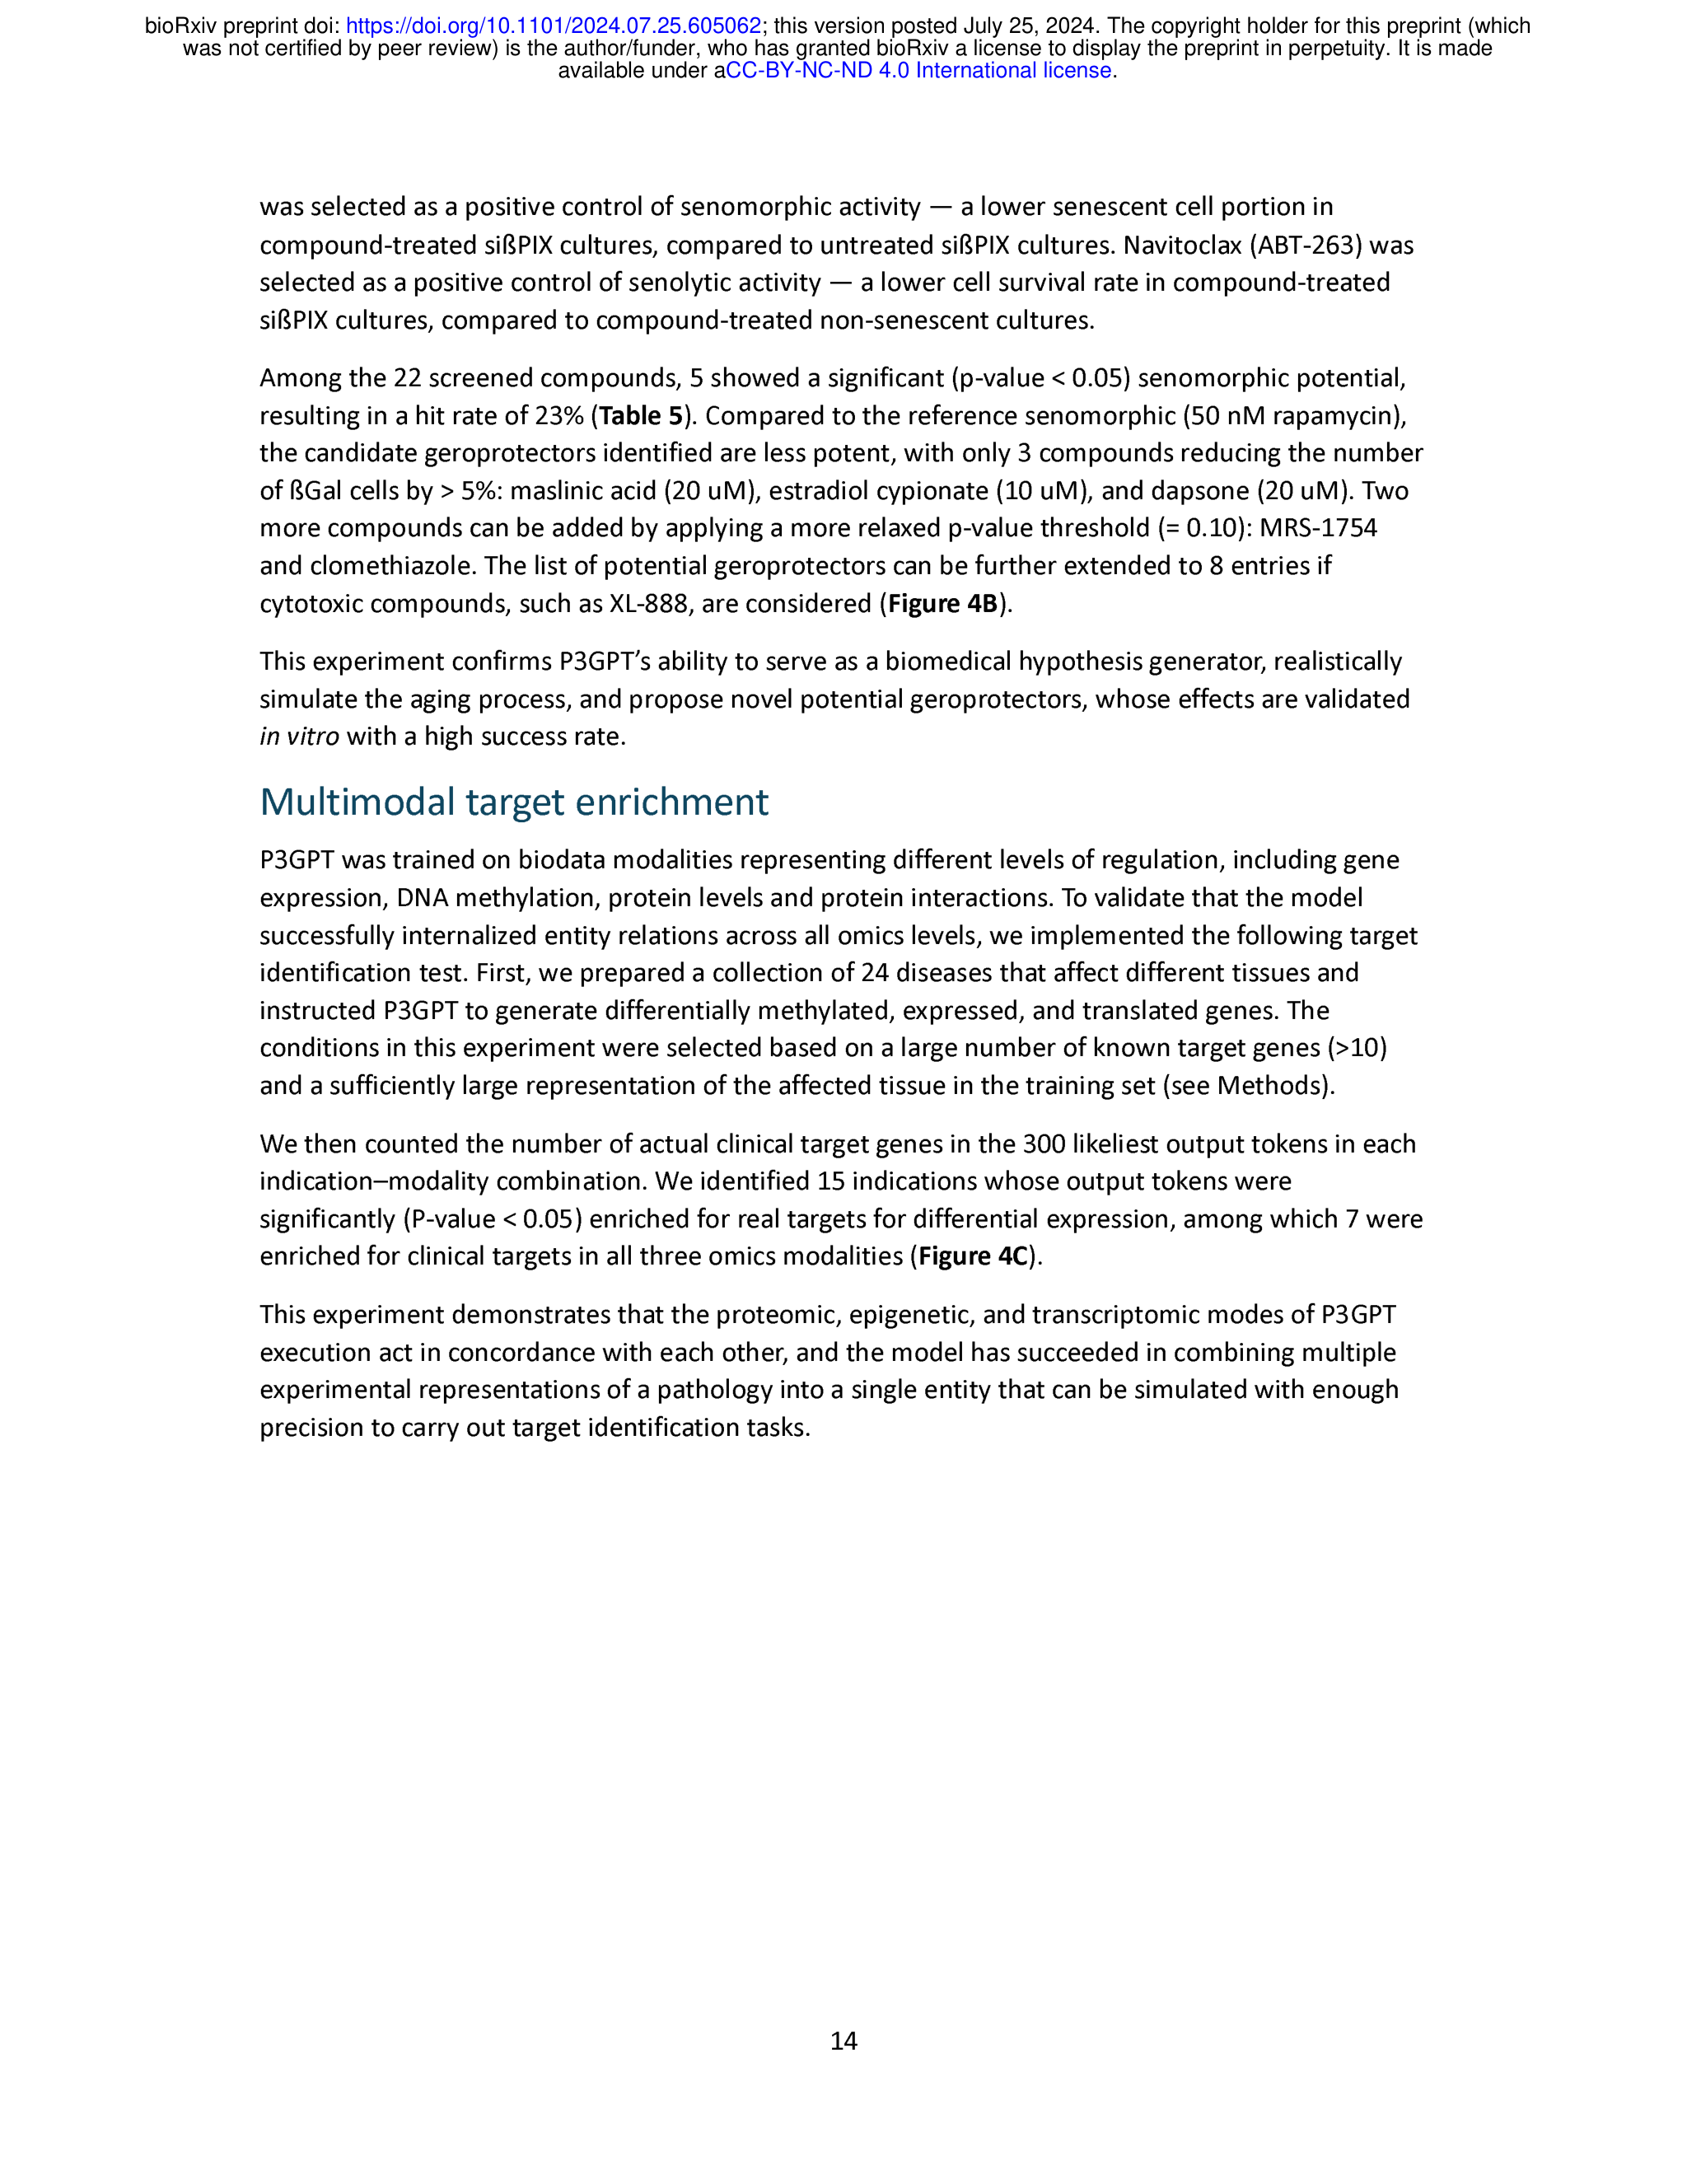 bioRxiv preprint doi: https://doi.org/10.1101/2024.07.25.605062; this version posted July 25, 2024. The copyright holder for this preprint (which
was not certified by peer review) is the author/funder, who has granted bioRxiv a license to display the preprint in perpetuity. It is made
available under aCC-BY-NC-ND 4.0 International license.
was selected as a positive control of senomorphic activity — a lower senescent cell portion in
compound-treated sißPIX cultures, compared to untreated sißPIX cultures. Navitoclax (ABT-263) was
selected as a positive control of senolytic activity — a lower cell survival rate in compound-treated
sißPIX cultures, compared to compound-treated non-senescent cultures.
Among the 22 screened compounds, 5 showed a significant (p-value < 0.05) senomorphic potential,
resulting in a hit rate of 23% (Table 5). Compared to the reference senomorphic (50 nM rapamycin),
the candidate geroprotectors identified are less potent, with only 3 compounds reducing the number
of ßGal cells by > 5%: maslinic acid (20 uM), estradiol cypionate (10 uM), and dapsone (20 uM). Two
more compounds can be added by applying a more relaxed p-value threshold (= 0.10): MRS-1754
and clomethiazole. The list of potential geroprotectors can be further extended to 8 entries if
cytotoxic compounds, such as XL-888, are considered (Figure 4B).
This experiment confirms P3GPT’s ability to serve as a biomedical hypothesis generator, realistically
simulate the aging process, and propose novel potential geroprotectors, whose effects are validated
in vitro with a high success rate.
Multimodal target enrichment
P3GPT was trained on biodata modalities representing different levels of regulation, including gene
expression, DNA methylation, protein levels and protein interactions. To validate that the model
successfully internalized entity relations across all omics levels, we implemented the following target
identification test. First, we prepared a collection of 24 diseases that affect different tissues and
instructed P3GPT to generate differentially methylated, expressed, and translated genes. The
conditions in this experiment were selected based on a large number of known target genes (>10)
and a sufficiently large representation of the affected tissue in the training set (see Methods).
We then counted the number of actual clinical target genes in the 300 likeliest output tokens in each
indication–modality combination. We identified 15 indications whose output tokens were
significantly (P-value < 0.05) enriched for real targets for differential expression, among which 7 were
enriched for clinical targets in all three omics modalities (Figure 4C).
This experiment demonstrates that the proteomic, epigenetic, and transcriptomic modes of P3GPT
execution act in concordance with each other, and the model has succeeded in combining multiple
experimental representations of a pathology into a single entity that can be simulated with enough
precision to carry out target identification tasks.
14